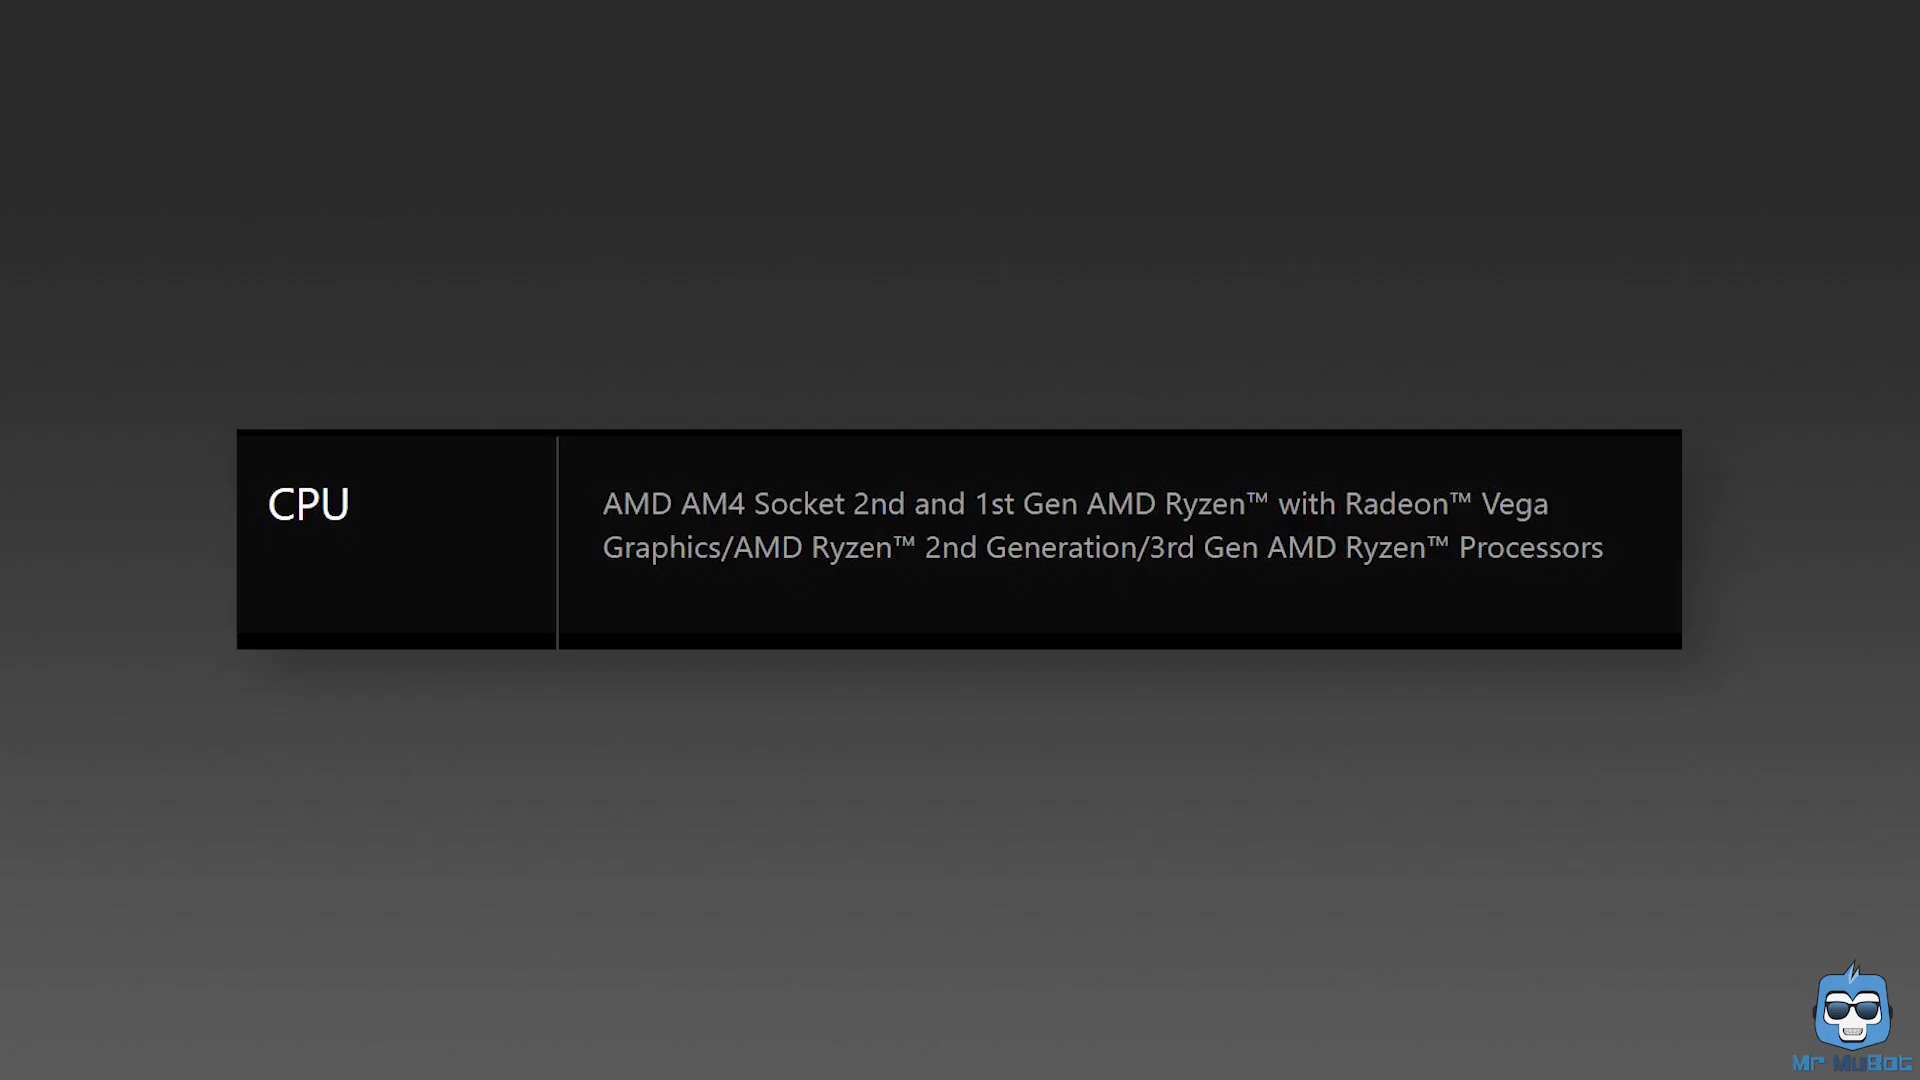 CPU
AMD AM4 Socket 2nd and 1st Gen AMD Ryzen™ with Radeon™ Vega
Graphics/AMD Ryzen™ 2nd Generation/3rd Gen AMD Ryzen™ Processors
Mr MuBot